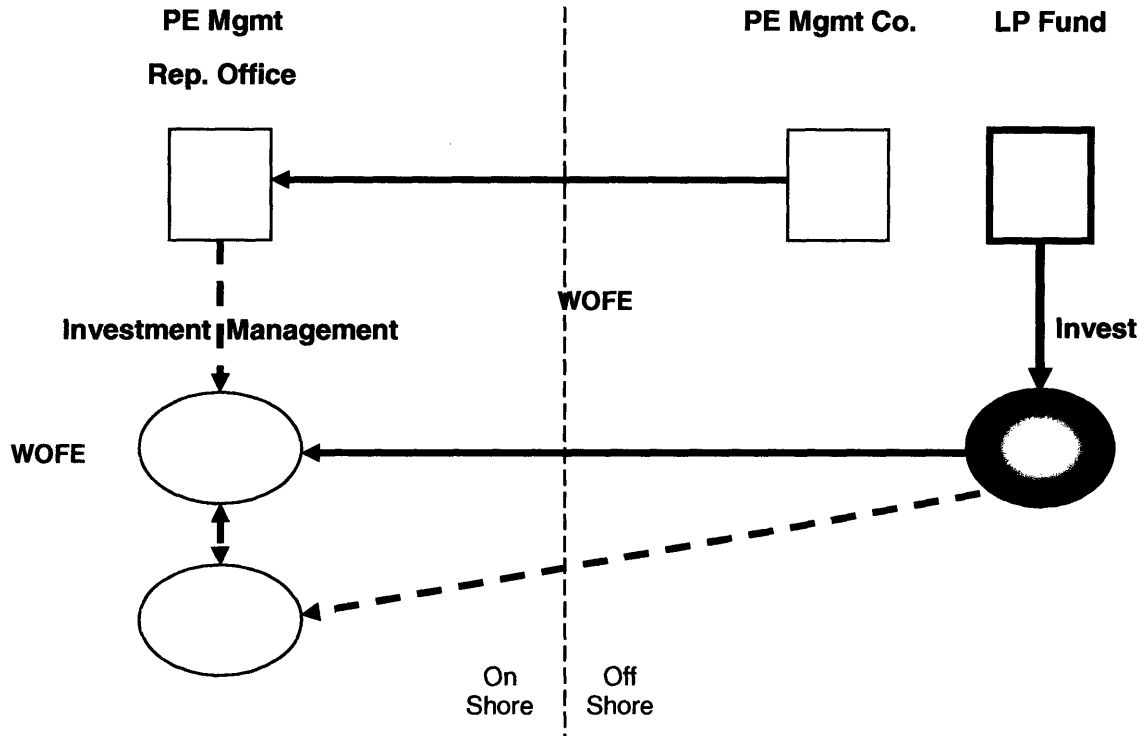 PE Mgmt
Rep. Office
PE Mgmt Co.
LP Fund
WOFE
Investment Management
Invest
WOFE
On
Shore
Off
Shore